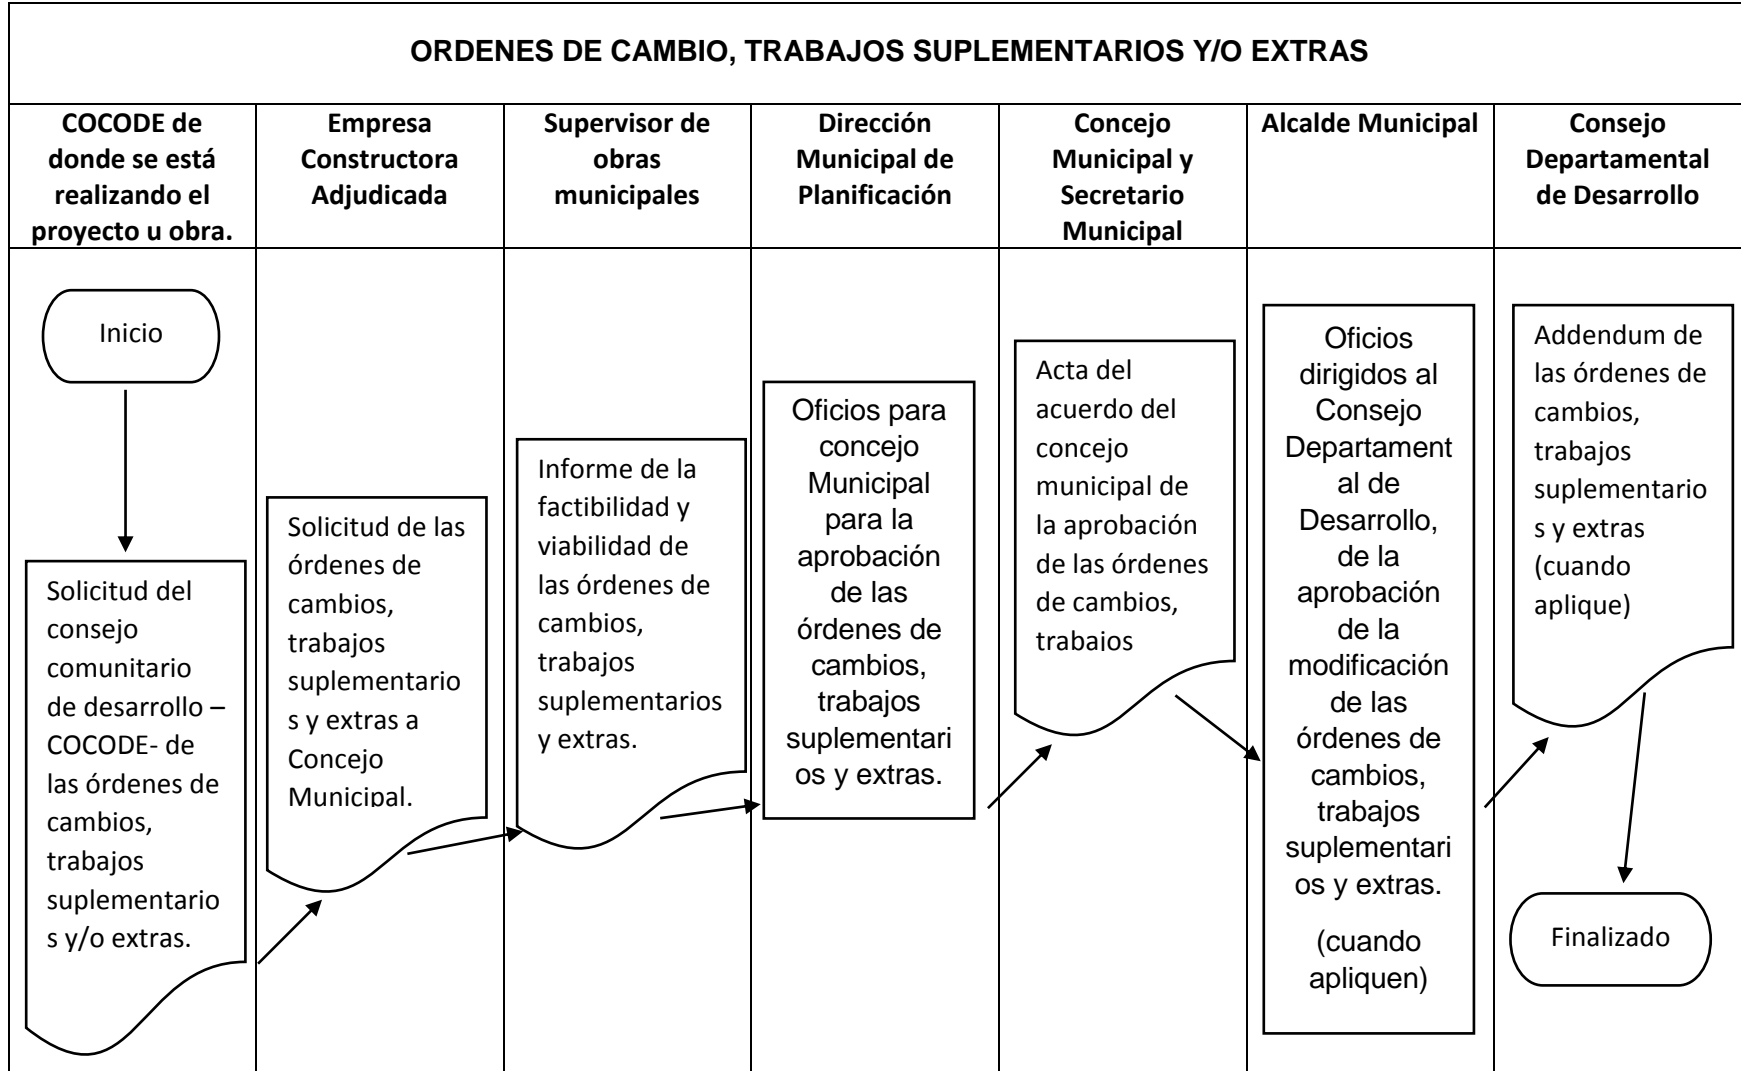 ORDENES DE CAMBIO, TRABAJOS SUPLEMENTARIOS Y/O EXTRAS
COCODE de
donde se está
realizando el
proyecto u obra.
Empresa
Constructora
Adjudicada
Supervisor de
obras
municipales
Dirección
Municipal de
Planificación
Concejo
Municipal y
Secretario
Municipal
Alcalde Municipal
Consejo
Departamental
de Desarrollo
Inicio
Solicitud del
consejo
comunitario
de desarrollo –
COCODE- de
las órdenes de
cambios,
trabajos
suplementario
s y/o extras.
Solicitud de las
órdenes de
cambios,
trabajos
suplementario
s y extras a
Concejo
Municipal.
Informe de la
factibilidad y
viabilidad de
las órdenes de
cambios,
trabajos
suplementarios
y extras.
Oficios para
concejo
Municipal
para la
aprobación
de las
órdenes de
cambios,
trabajos
suplementari
os y extras.
Acta del
acuerdo del
concejo
municipal de
la aprobación
de las órdenes
de cambios,
trabajos
Oficios
dirigidos al
Consejo
Departament
al de
Desarrollo,
de la
aprobación
de la
modificación
de las
órdenes de
cambios,
trabajos
suplementari
os y extras.
(cuando
apliquen)
Addendum de
las órdenes de
cambios,
trabajos
suplementario
s y extras
(cuando
aplique)
Finalizado